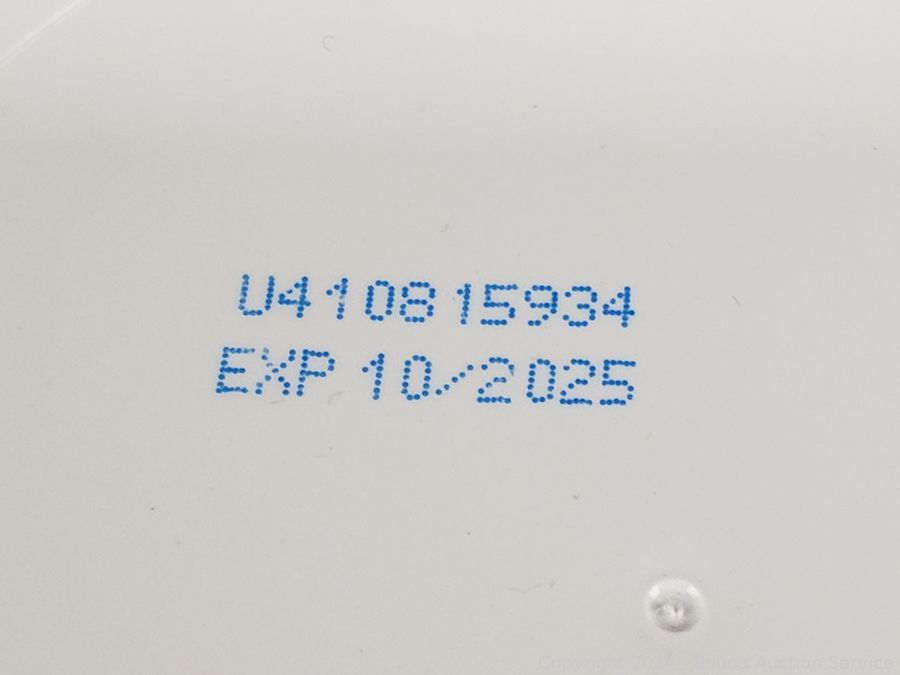 U410815934
EXP 10/2025
Copyright 2024 - Sound Auction Service